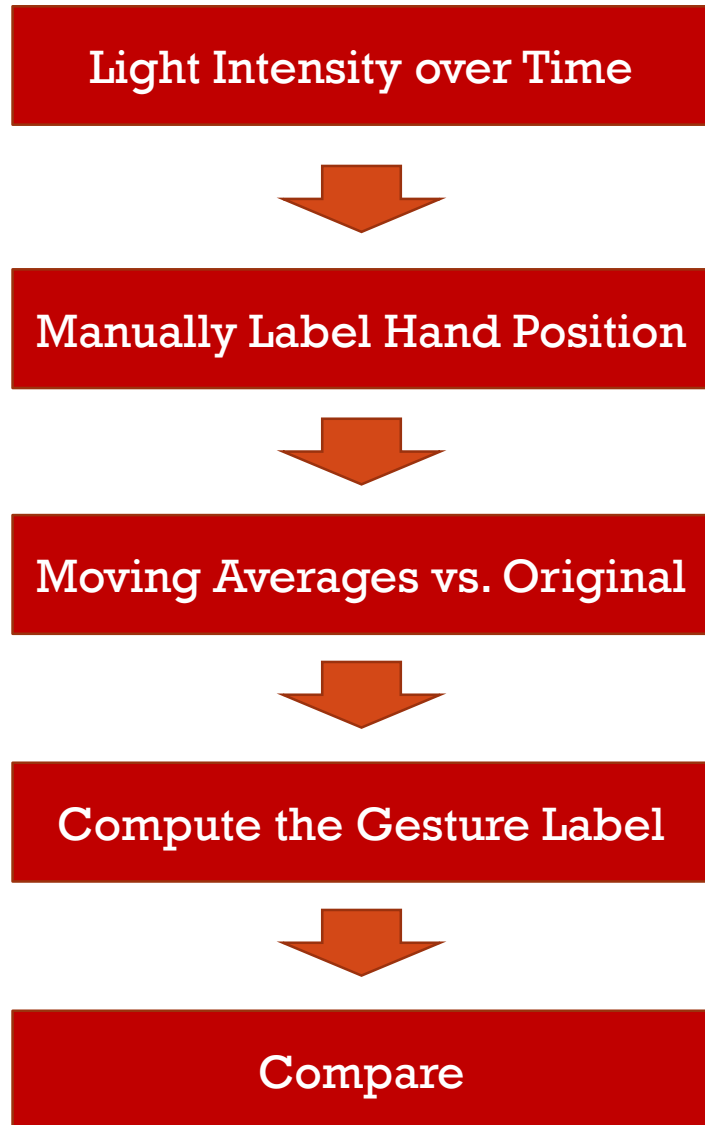 Light Intensity over Time
Manually Label Hand Position
Moving Averages vs. Original
Compute the Gesture Label
Compare